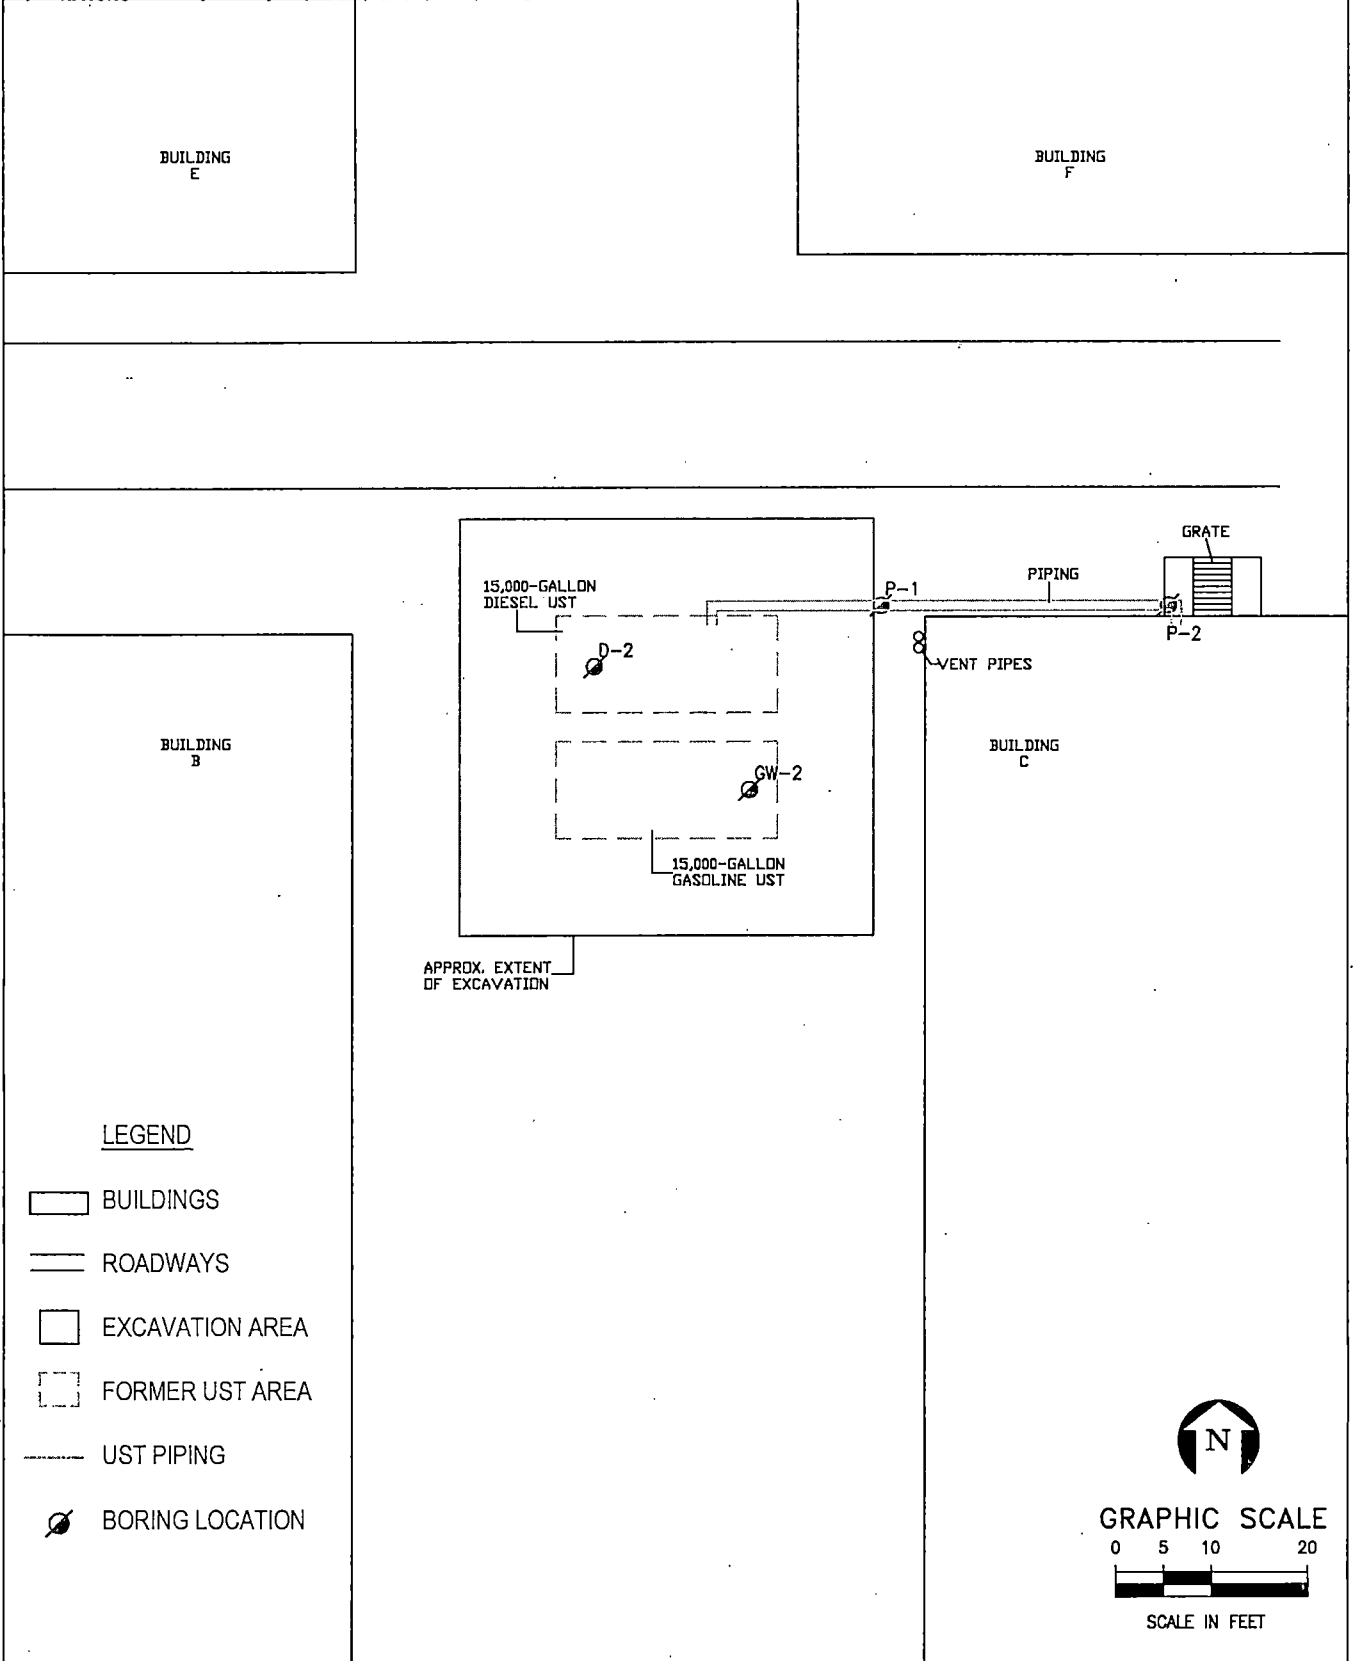 BUILDING
E
BUILDING
F
GRATE
15,000-GALLON
DIESEL UST
P-1
PIPING
P-2
D-2
VENT PIPES
BUILDING
B
BUILDING
C
GW-2
15,000-GALLON
GASOLINE UST
APPROX. EXTENT
OF EXCAVATION
LEGEND
BUILDINGS
ROADWAYS
EXCAVATION AREA
FORMER UST AREA
UST PIPING
BORING LOCATION
N
GRAPHIC SCALE
0 5 10 20
SCALE IN FEET